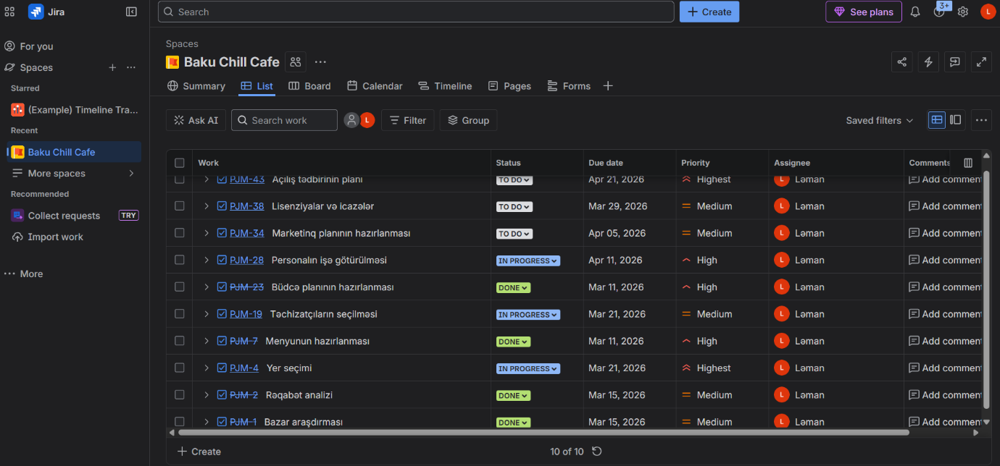 Jira
Search
Create
See plans
3+
L
For you
Spaces
Starred
(Example) Timeline Tra...
Recent
Baku Chill Cafe
More spaces
Recommended
Collect requests TRY
Import work
More
Spaces
Baku Chill Cafe
Summary List Board Calendar Timeline Pages Forms
Ask AI Search work L Filter Group Saved filters
Work Status Due date Priority Assignee Comments
PJM-43 Açılış tədbirinin planı TO DO Apr 21, 2026 Highest L Ləman Add comment
PJM-38 Lisenziyalar və icazələr TO DO Mar 29, 2026 Medium L Ləman Add comment
PJM-34 Marketinq planının hazırlanması TO DO Apr 05, 2026 Medium L Ləman Add comment
PJM-28 Personalın işə götürülməsi IN PROGRESS Apr 11, 2026 High L Ləman Add comment
PJM-23 Büdcə planının hazırlanması DONE Mar 11, 2026 High L Ləman Add comment
PJM-19 Təchizatçıların seçilməsi IN PROGRESS Mar 21, 2026 Medium L Ləman Add comment
PJM-7 Menyunun hazırlanması DONE Mar 11, 2026 High L Ləman Add comment
PJM-4 Yer seçimi IN PROGRESS Mar 21, 2026 Highest L Ləman Add comment
PJM-2 Rəqabət analizi DONE Mar 15, 2026 Medium L Ləman Add comment
PJM-1 Bazar araşdırması DONE Mar 15, 2026 Medium L Ləman Add comment
Create 10 of 10